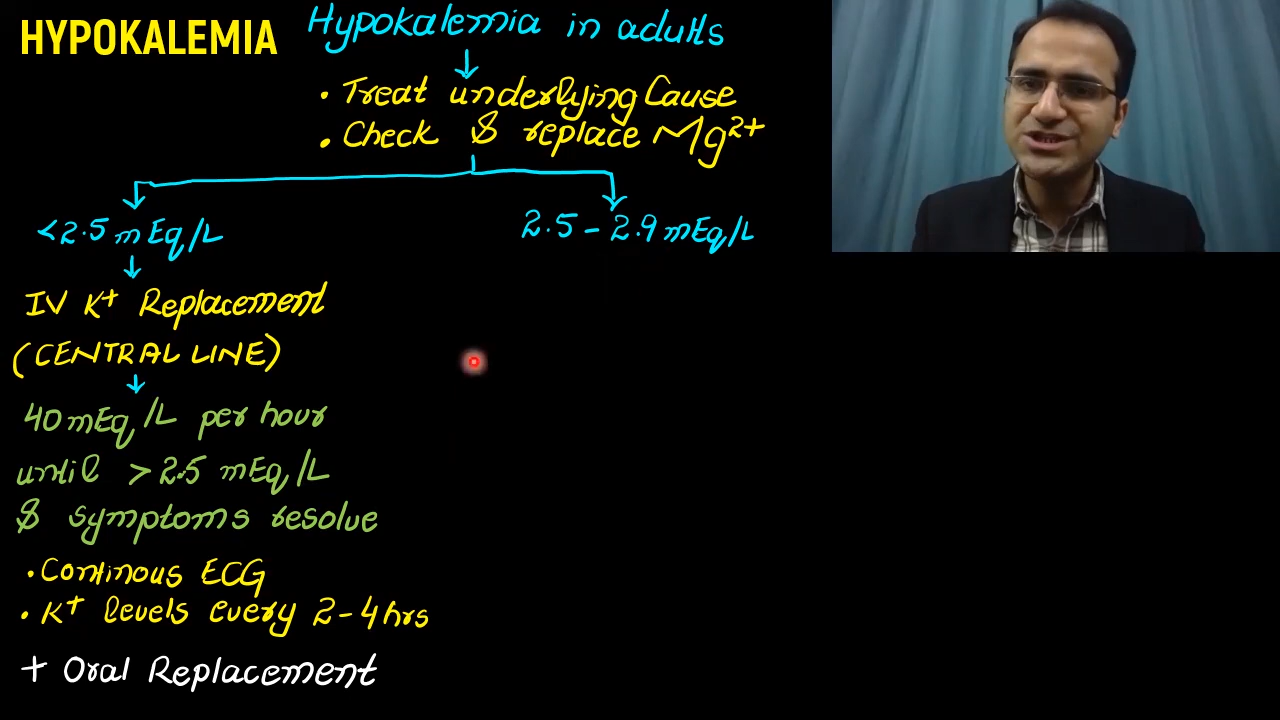 HYPOKALEMIA
Hypokalemia in adults
• Treat underlying Cause
• Check & replace Mg²⁺
<2.5 mEq/L
2.5 - 2.9 mEq/L
IV K⁺ Replacement
(CENTRAL LINE)
40 mEq/L per hour
until > 2.5 mEq/L
& symptoms resolve
• Continous ECG
• K⁺ levels every 2-4 hrs
+ Oral Replacement